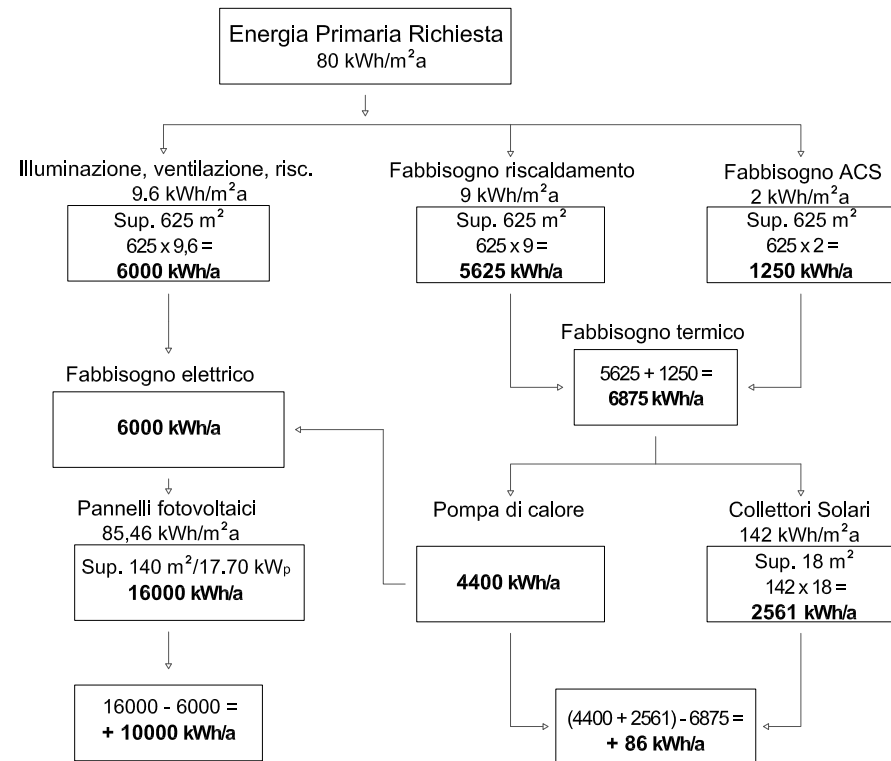 Energia Primaria Richiesta
80 kWh/m²a
Illuminazione, ventilazione, risc.
9.6 kWh/m²a
Sup. 625 m²
625 x 9,6 =
6000 kWh/a
Fabbisogno riscaldamento
9 kWh/m²a
Sup. 625 m²
625 x 9 =
5625 kWh/a
Fabbisogno ACS
2 kWh/m²a
Sup. 625 m²
625 x 2 =
1250 kWh/a
Fabbisogno termico
5625 + 1250 =
6875 kWh/a
Fabbisogno elettrico
6000 kWh/a
Pannelli fotovoltaici
85,46 kWh/m²a
Sup. 140 m²/17.70 kWp
16000 kWh/a
Pompa di calore
4400 kWh/a
Collettori Solari
142 kWh/m²a
Sup. 18 m²
142 x 18 =
2561 kWh/a
16000 - 6000 =
+ 10000 kWh/a
(4400 + 2561) - 6875 =
+ 86 kWh/a